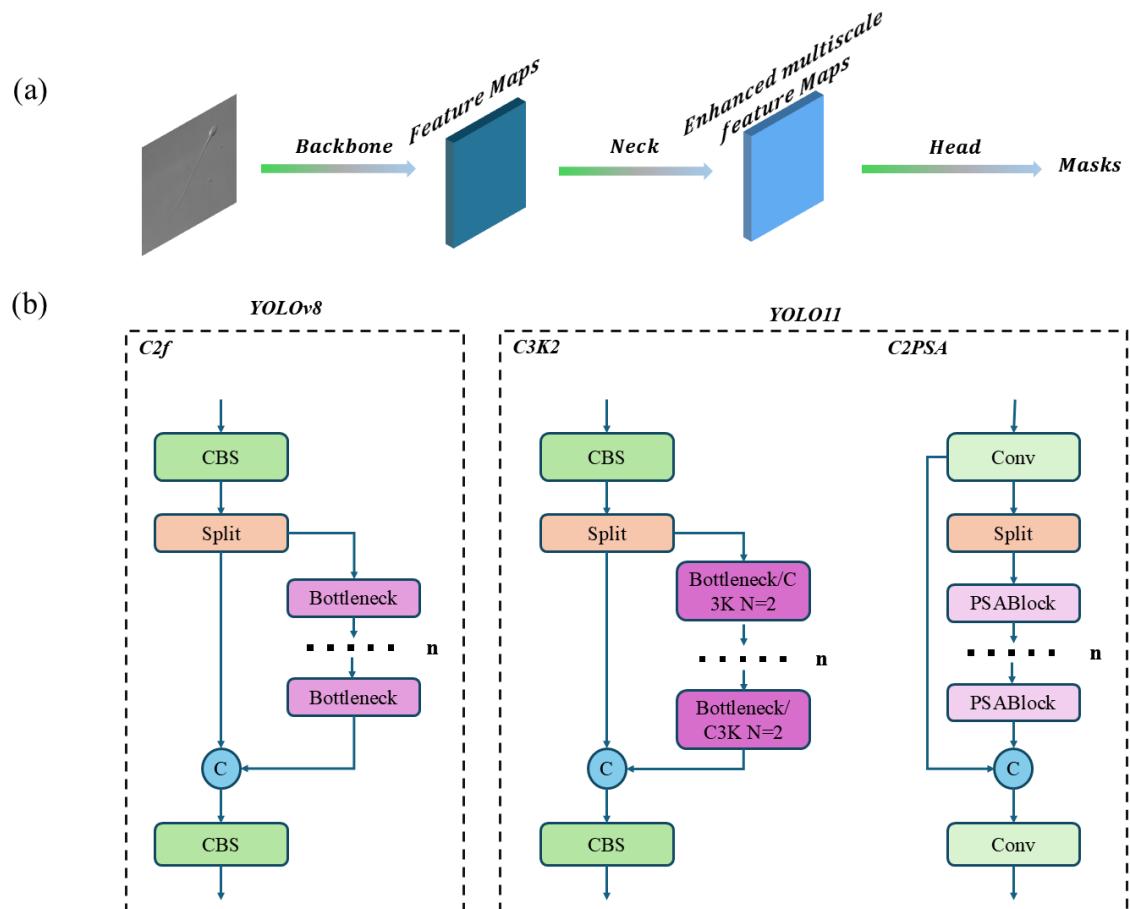 (a)
Backbone
Feature Maps
Neck
Enhanced multiscale
feature Maps
Head
Masks
(b)
YOLOv8
C2f
CBS
Split
Bottleneck
n
Bottleneck
C
CBS
YOLO11
C3K2
CBS
Split
Bottleneck/C
3K N=2
n
Bottleneck/
C3K N=2
C
CBS
C2PSA
Conv
Split
PSABlock
n
PSABlock
C
Conv